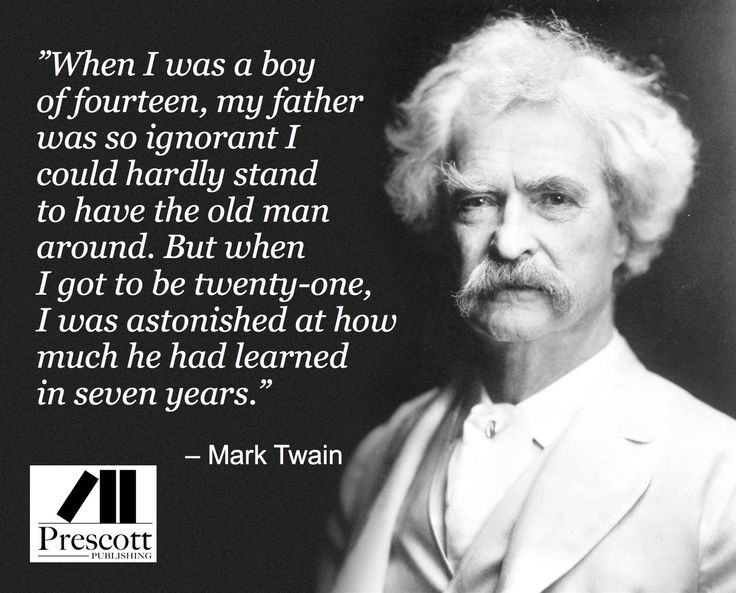 ”When I was a boy
of fourteen, my father
was so ignorant I
could hardly stand
to have the old man
around. But when
I got to be twenty-one,
I was astonished at how
much he had learned
in seven years.”
– Mark Twain
Prescott
PUBLISHING